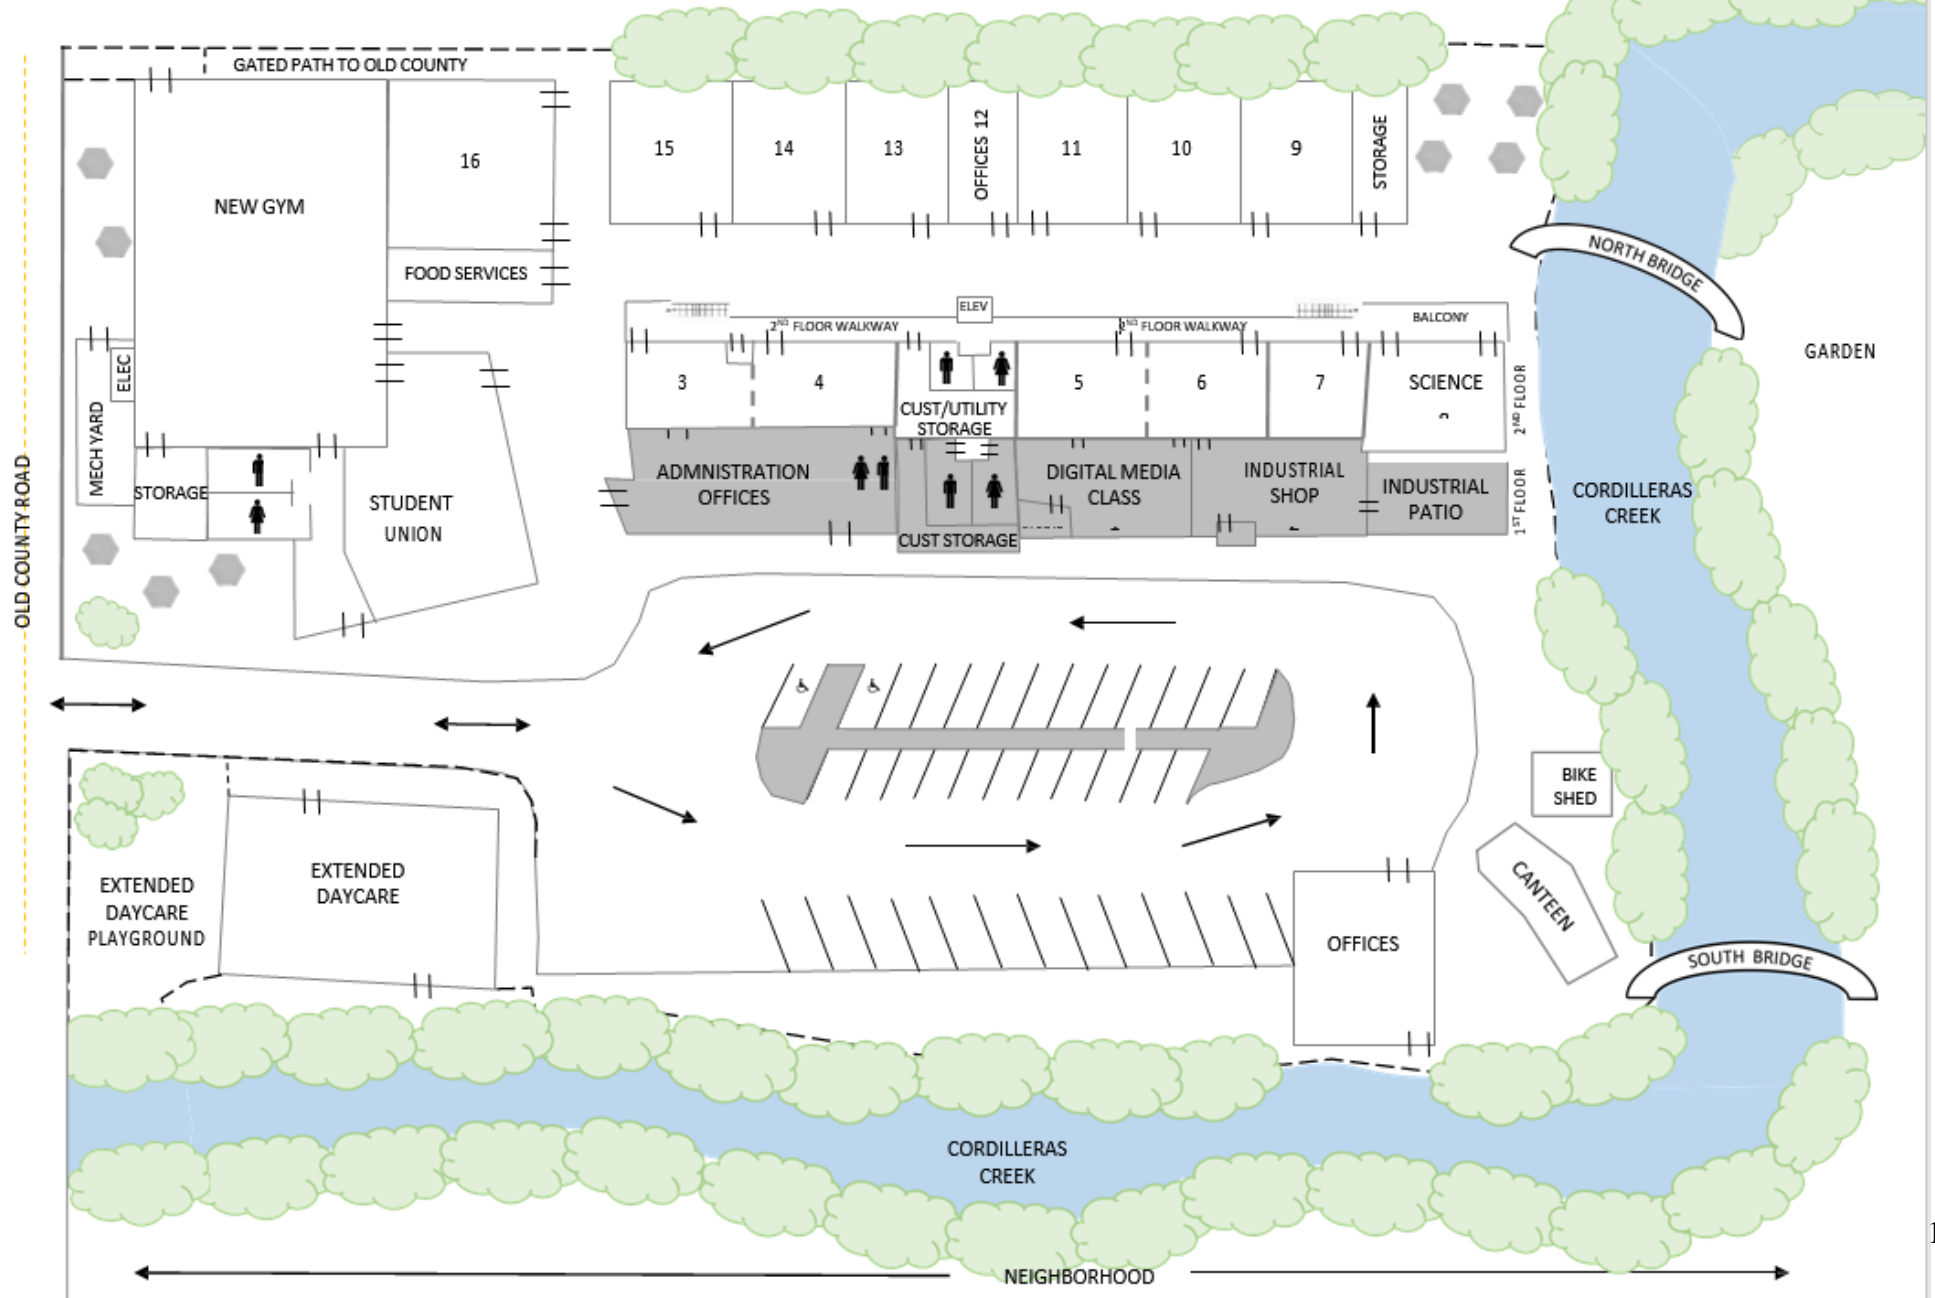 GATED PATH TO OLD COUNTY
NEW GYM
16
FOOD SERVICES
15
14
13
OFFICES 12
11
10
9
STORAGE
NORTH BRIDGE
GARDEN
ELEV
2ND FLOOR WALKWAY
2ND FLOOR WALKWAY
BALCONY
3
4
CUST/UTILITY
STORAGE
5
6
7
SCIENCE
2ND FLOOR
ELEC
MECH YARD
STORAGE
STUDENT
UNION
ADMNISTRATION
OFFICES
CUST STORAGE
DIGITAL MEDIA
CLASS
INDUSTRIAL
SHOP
INDUSTRIAL
PATIO
1ST FLOOR
CORDILLERAS
CREEK
OLD COUNTY ROAD
BIKE
SHED
CANTEEN
EXTENDED
DAYCARE
PLAYGROUND
EXTENDED
DAYCARE
OFFICES
SOUTH BRIDGE
CORDILLERAS
CREEK
NEIGHBORHOOD
1